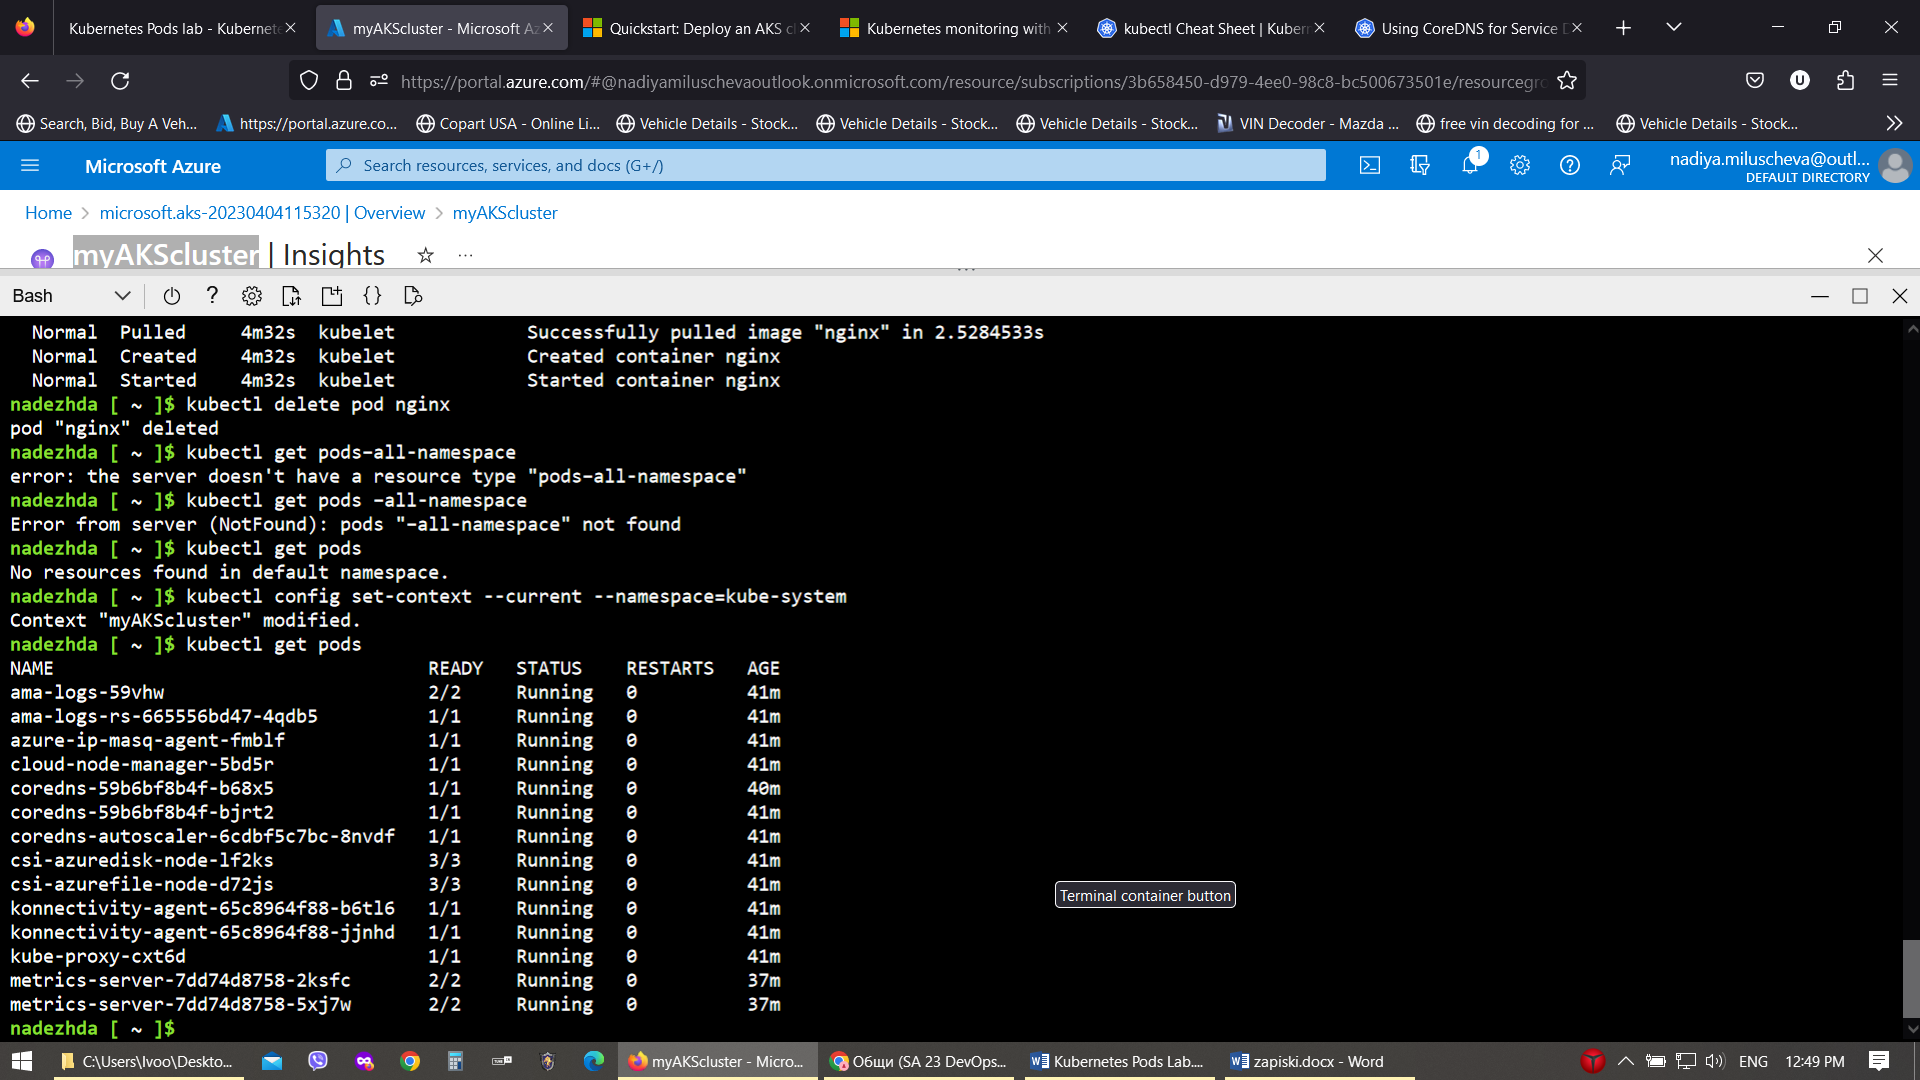 Kubernetes Pods lab - Kubernete
myAKScluster - Microsoft Az
Quickstart: Deploy an AKS cl
Kubernetes monitoring with
kubectl Cheat Sheet | Kubern
Using CoreDNS for Service D
https://portal.azure.com/#@nadiyamiluschevaoutlook.onmicrosoft.com/resource/subscriptions/3b658450-d979-4ee0-98c8-bc500673501e/resourcegro
Search, Bid, Buy A Veh...
https://portal.azure.co...
Copart USA - Online Li...
Vehicle Details - Stock...
Vehicle Details - Stock...
Vehicle Details - Stock...
VIN Decoder - Mazda ...
free vin decoding for ...
Vehicle Details - Stock...
Microsoft Azure
Search resources, services, and docs (G+/)
1
nadiya.miluscheva@outl...
DEFAULT DIRECTORY
Home > microsoft.aks-20230404115320 | Overview > myAKScluster
myAKScluster | Insights
Bash
Normal Pulled 4m32s kubelet Successfully pulled image "nginx" in 2.5284533s
Normal Created 4m32s kubelet Created container nginx
Normal Started 4m32s kubelet Started container nginx
nadezhda [ ~ ]$ kubectl delete pod nginx
pod "nginx" deleted
nadezhda [ ~ ]$ kubectl get pods–all-namespace
error: the server doesn't have a resource type "pods–all-namespace"
nadezhda [ ~ ]$ kubectl get pods –all-namespace
Error from server (NotFound): pods "–all-namespace" not found
nadezhda [ ~ ]$ kubectl get pods
No resources found in default namespace.
nadezhda [ ~ ]$ kubectl config set-context --current --namespace=kube-system
Context "myAKScluster" modified.
nadezhda [ ~ ]$ kubectl get pods
NAME READY STATUS RESTARTS AGE
ama-logs-59vhw 2/2 Running 0 41m
ama-logs-rs-665556bd47-4qdb5 1/1 Running 0 41m
azure-ip-masq-agent-fmblf 1/1 Running 0 41m
cloud-node-manager-5bd5r 1/1 Running 0 41m
coredns-59b6bf8b4f-b68x5 1/1 Running 0 40m
coredns-59b6bf8b4f-bjrt2 1/1 Running 0 41m
coredns-autoscaler-6cdbf5c7bc-8nvdf 1/1 Running 0 41m
csi-azuredisk-node-lf2ks 3/3 Running 0 41m
csi-azurefile-node-d72js 3/3 Running 0 41m
konnectivity-agent-65c8964f88-b6tl6 1/1 Running 0 41m
konnectivity-agent-65c8964f88-jjnhd 1/1 Running 0 41m
kube-proxy-cxt6d 1/1 Running 0 41m
metrics-server-7dd74d8758-2ksfc 2/2 Running 0 37m
metrics-server-7dd74d8758-5xj7w 2/2 Running 0 37m
nadezhda [ ~ ]$
Terminal container button
C:\Users\Ivoo\Deskto...
myAKScluster - Micro...
Общи (SA 23 DevOps...
Kubernetes Pods Lab....
zapiski.docx - Word
ENG
12:49 PM